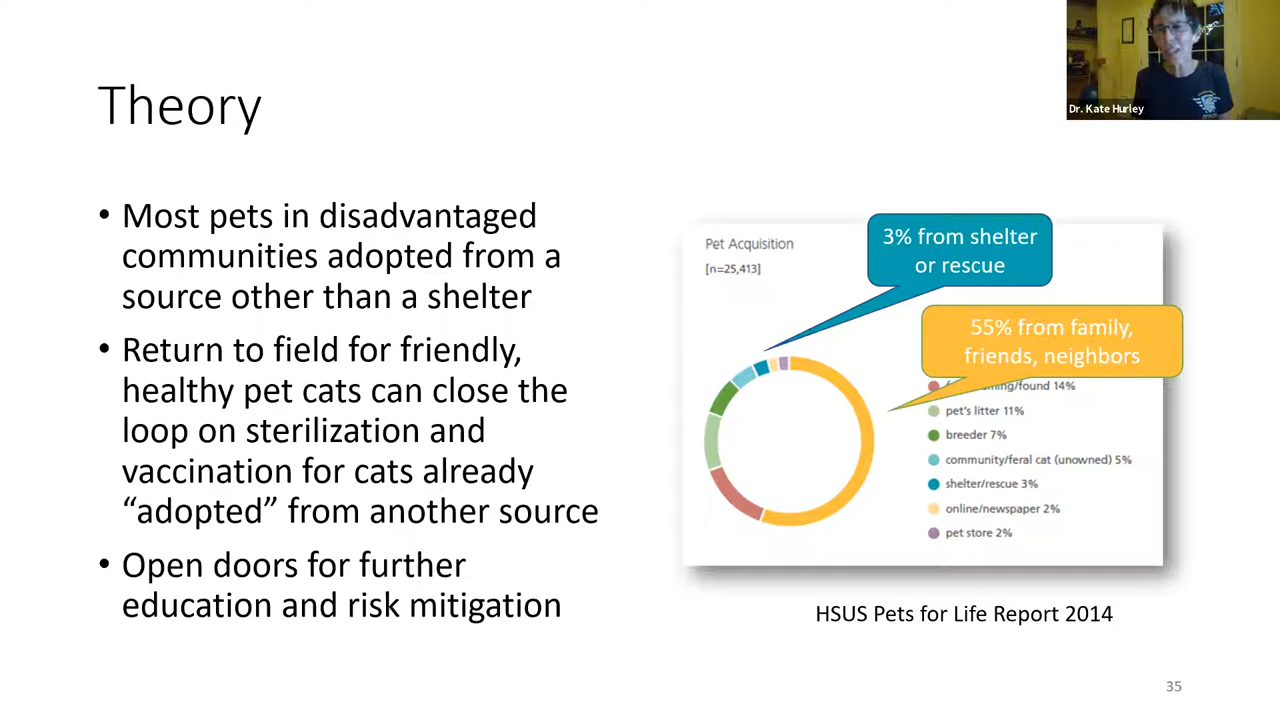 Dr. Kate Hurley
Theory
• Most pets in disadvantaged
communities adopted from a
source other than a shelter
• Return to field for friendly,
healthy pet cats can close the
loop on sterilization and
vaccination for cats already
“adopted” from another source
• Open doors for further
education and risk mitigation
Pet Acquisition
[n=25,413]
3% from shelter
or rescue
55% from family,
friends, neighbors
/found 14%
pet's litter 11%
breeder 7%
community/feral cat (unowned) 5%
shelter/rescue 3%
online/newspaper 2%
pet store 2%
HSUS Pets for Life Report 2014
35